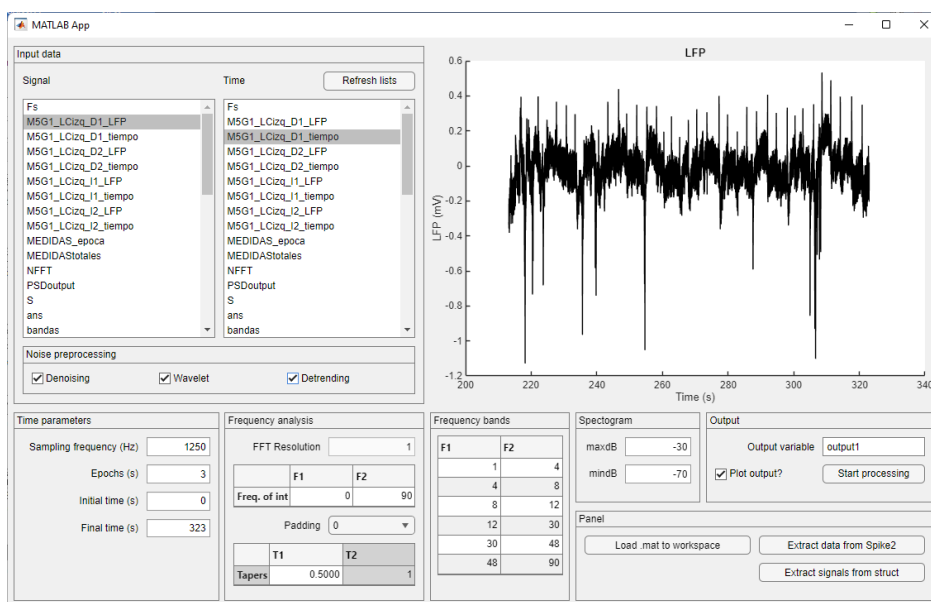 MATLAB App
Input data
Signal
Time
Refresh lists
Fs
M5G1_LCizq_D1_LFP
M5G1_LCizq_D1_tiempo
M5G1_LCizq_D2_LFP
M5G1_LCizq_D2_tiempo
M5G1_LCizq_I1_LFP
M5G1_LCizq_I1_tiempo
M5G1_LCizq_I2_LFP
M5G1_LCizq_I2_tiempo
MEDIDAS_epoca
MEDIDAStotales
NFFT
PSDoutput
S
ans
bandas
Fs
M5G1_LCizq_D1_LFP
M5G1_LCizq_D1_tiempo
M5G1_LCizq_D2_LFP
M5G1_LCizq_D2_tiempo
M5G1_LCizq_I1_LFP
M5G1_LCizq_I1_tiempo
M5G1_LCizq_I2_LFP
M5G1_LCizq_I2_tiempo
MEDIDAS_epoca
MEDIDAStotales
NFFT
PSDoutput
S
ans
bandas
Noise preprocessing
Denoising
Wavelet
Detrending
LFP
LFP (mV)
0.6
0.4
0.2
0
-0.2
-0.4
-0.6
-0.8
-1
-1.2
200 220 240 260 280 300 320 340
Time (s)
Time parameters
Sampling frequency (Hz) 1250
Epochs (s) 3
Initial time (s) 0
Final time (s) 323
Frequency analysis
FFT Resolution 1
F1 F2
Freq. of int 0 90
Padding 0
T1 T2
Tapers 0.5000 1
Frequency bands
F1 F2
1 4
4 8
8 12
12 30
30 48
48 90
Spectogram
maxdB -30
mindB -70
Output
Output variable output1
Plot output? Start processing
Panel
Load .mat to workspace
Extract data from Spike2
Extract signals from struct